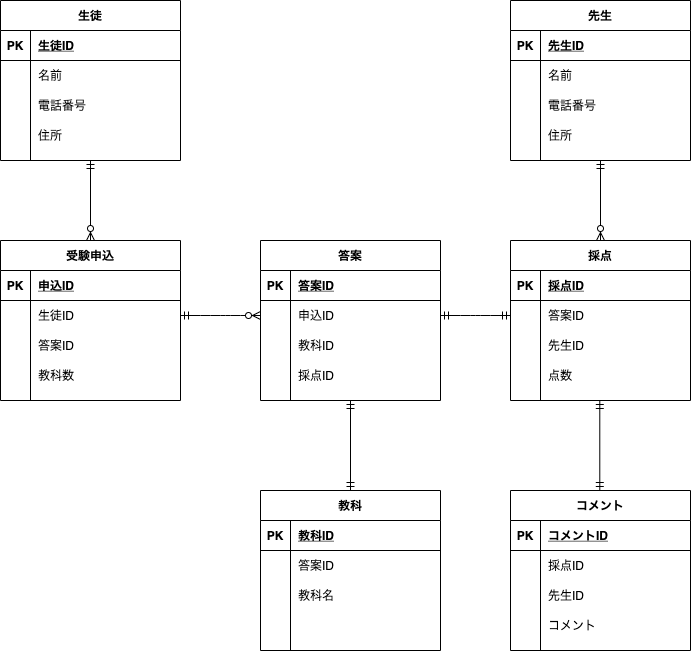 生徒
PK 生徒ID
名前
電話番号
住所
先生
PK 先生ID
名前
電話番号
住所
受験申込
PK 申込ID
生徒ID
答案ID
教科数
答案
PK 答案ID
申込ID
教科ID
採点ID
採点
PK 採点ID
答案ID
先生ID
点数
教科
PK 教科ID
答案ID
教科名
コメント
PK コメントID
採点ID
先生ID
コメント